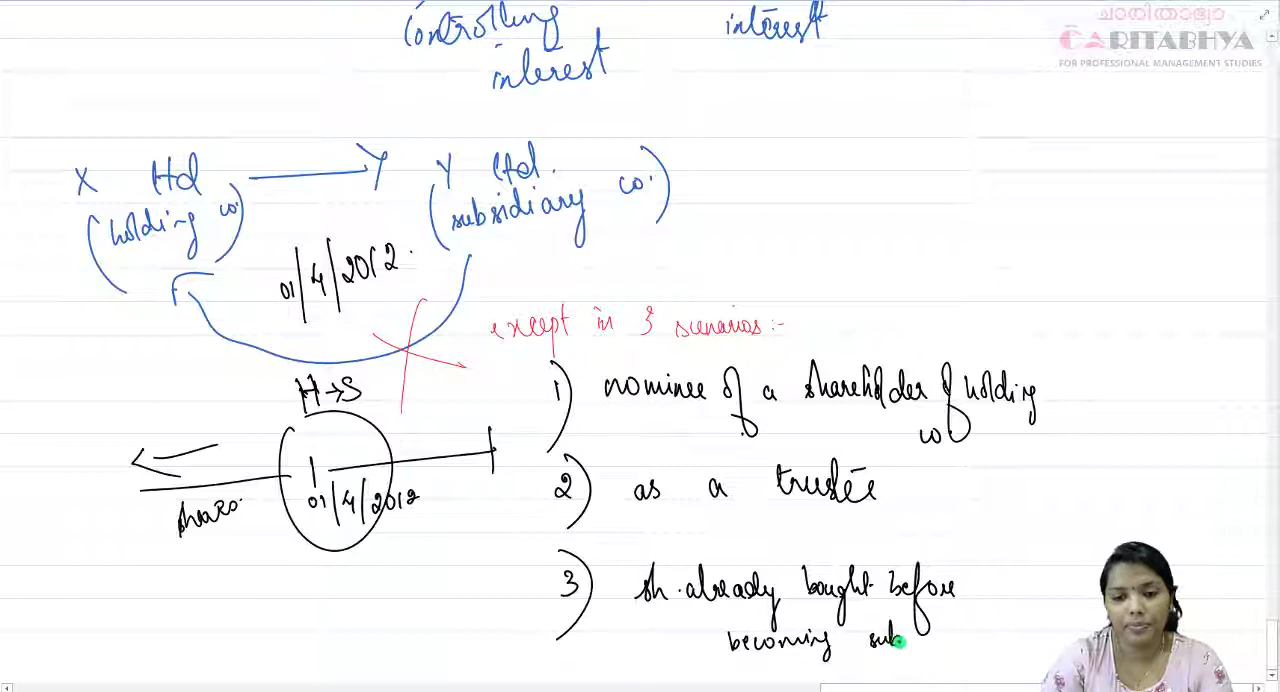 controlling interest
interest
ചാരിതാഭ്യാ
CARITABHYA
FOR PROFESSIONAL MANAGEMENT STUDIES
X Ltd Y Ltd.
(holding co) (subsidiary co.)
01/4/2012.
except in 3 scenarios:-
H→S
1) nominee of a shareholder of holding
co
2) as a trustee
01/4/2012
shares
3) sh. already bought before
becoming sub